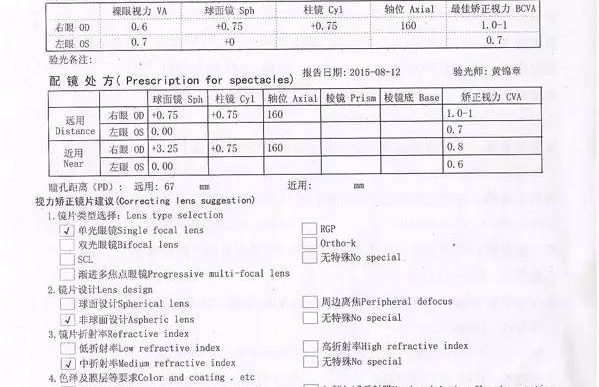 裸眼视力 VA 球面镜 Sph 柱镜 Cyl 轴位 Axial 最佳矫正视力 BCVA
右眼 OD 0.6 +0.75 +0.75 160 1.0-1
左眼 OS 0.7 +0 0.7
验光备注:
配 镜 处 方( Prescription for spectacles) 报告日期:2015-08-12 验光师: 黄锦章
球面镜 Sph 柱镜 Cyl 轴位 Axial 棱镜 Prism 棱镜底 Base 矫正视力 CVA
远用 Distance 右眼 OD +0.75 +0.75 160 1.0-1
左眼 OS 0.00 0.7
近用 Near 右眼 OD +3.25 +0.75 160 0.8
左眼 OS 0.00 0.6
瞳孔距离(PD): 远用: 67 mm 近用: mm
视力矫正镜片建议(Correcting lens suggestion)
1.镜片类型选择: Lens type selection
√ 单光眼镜Single focal lens RGP
双光眼镜Bifocal lens Ortho-k
SCL 无特殊No special
渐进多焦点眼镜Progressive multi-focal lens
2.镜片设计Lens design
球面设计Spherical lens 周边离焦Peripheral defocus
√ 非球面设计Aspheric lens 无特殊No special
3.镜片折射率Refractive index
低折射率Low refractive index 高折射率High refractive index
√ 中折射率Medium refractive index 无特殊No special
4.色泽及膜层等要求Color and coating . etc